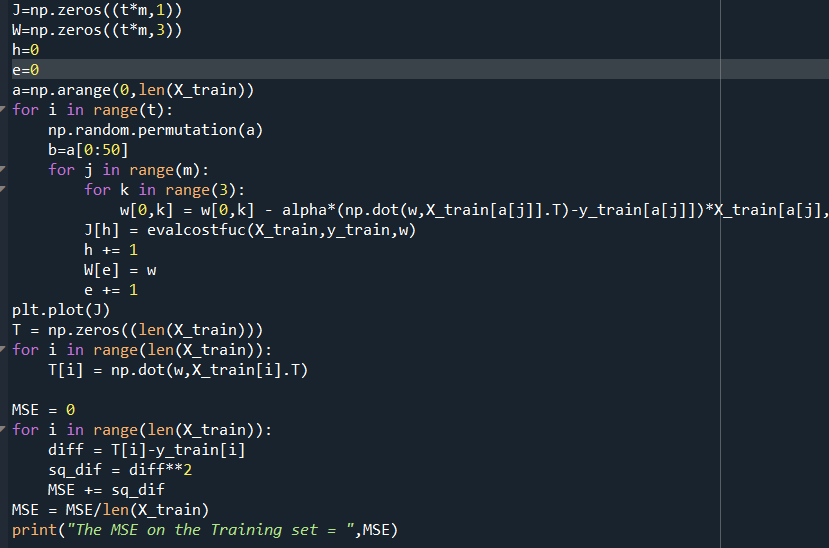 J=np.zeros((t*m,1))
W=np.zeros((t*m,3))
h=0
e=0
a=np.arange(0,len(X_train))
for i in range(t):
    np.random.permutation(a)
    b=a[0:50]
    for j in range(m):
        for k in range(3):
            w[0,k] = w[0,k] - alpha*(np.dot(w,X_train[a[j]].T)-y_train[a[j]])*X_train[a[j],
        J[h] = evalcostfuc(X_train,y_train,w)
        h += 1
        W[e] = w
        e += 1
plt.plot(J)
T = np.zeros((len(X_train)))
for i in range(len(X_train)):
    T[i] = np.dot(w,X_train[i].T)
MSE = 0
for i in range(len(X_train)):
    diff = T[i]-y_train[i]
    sq_dif = diff**2
    MSE += sq_dif
MSE = MSE/len(X_train)
print("The MSE on the Training set = ",MSE)